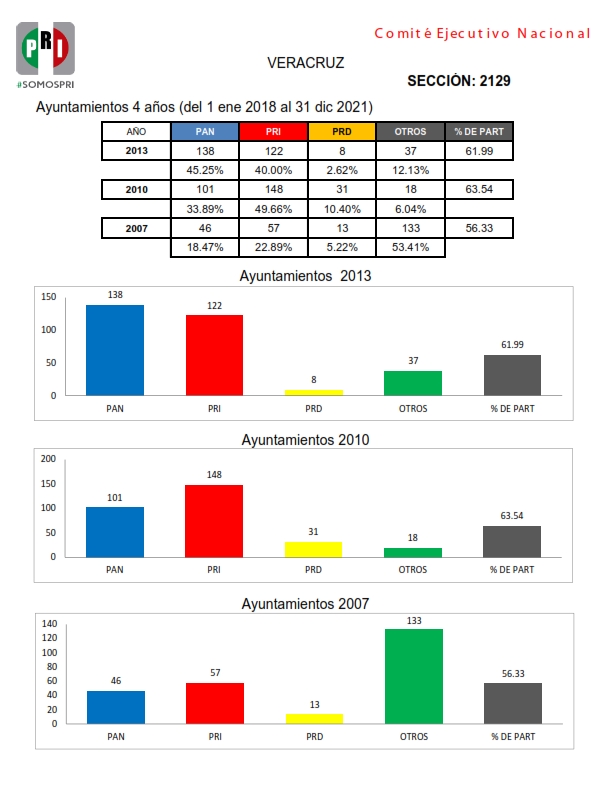 Comité Ejecutivo Nacional
PRI
#SOMOSPRI
VERACRUZ
SECCIÓN: 2129
Ayuntamientos 4 años (del 1 ene 2018 al 31 dic 2021)
AÑO PAN PRI PRD OTROS % DE PART
2013 138 122 8 37 61.99
45.25% 40.00% 2.62% 12.13%
2010 101 148 31 18 63.54
33.89% 49.66% 10.40% 6.04%
2007 46 57 13 133 56.33
18.47% 22.89% 5.22% 53.41%
Ayuntamientos 2013
150
100
50
0
138 122 8 37 61.99
PAN PRI PRD OTROS % DE PART
Ayuntamientos 2010
200
150
100
50
0
101 148 31 18 63.54
PAN PRI PRD OTROS % DE PART
Ayuntamientos 2007
140
120
100
80
60
40
20
0
46 57 13 133 56.33
PAN PRI PRD OTROS % DE PART